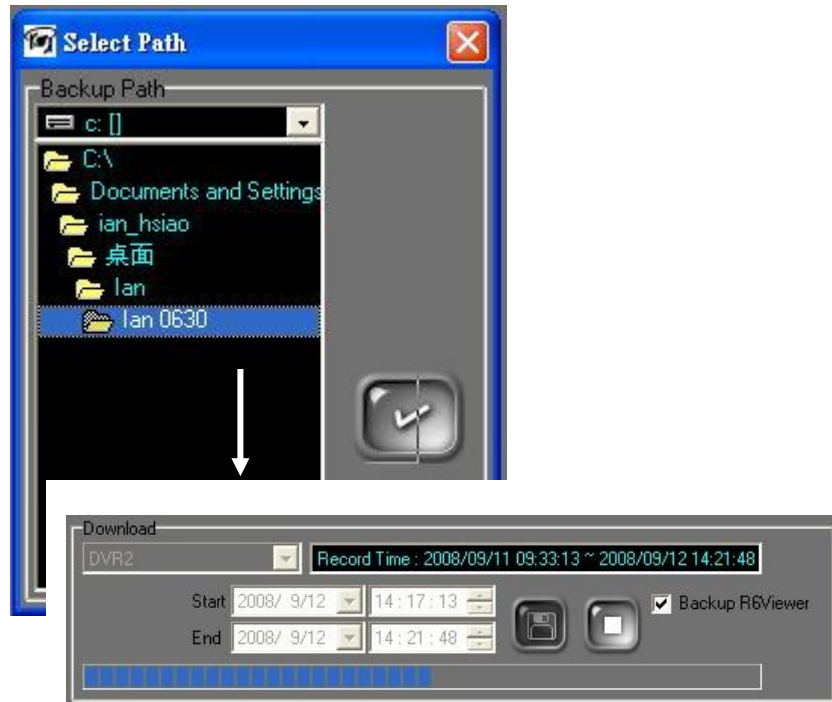 Select Path
Backup Path
c: []
C:\
Documents and Settings
ian_hsiao
桌面
Ian
Ian 0630
Download
DVR2
Record Time : 2008/09/11 09:33:13 ~ 2008/09/12 14:21:48
Start 2008/ 9/12 14:17:13
Backup R6Viewer
End 2008/ 9/12 14:21:48